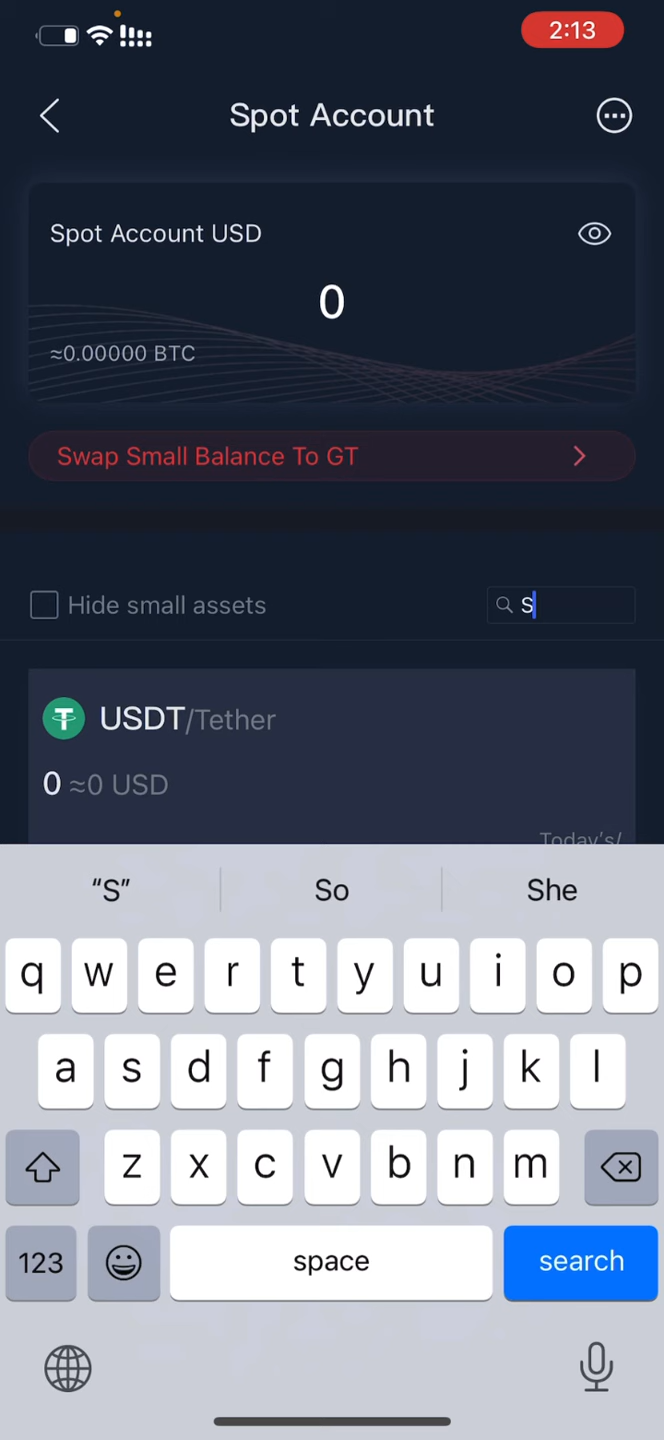 2:13
Spot Account
Spot Account USD
0
≈0.00000 BTC
Swap Small Balance To GT
Hide small assets
S
USDT/Tether
0 ≈0 USD
Today's/
“S” So She
q w e r t y u i o p
a s d f g h j k l
z x c v b n m
123 space search